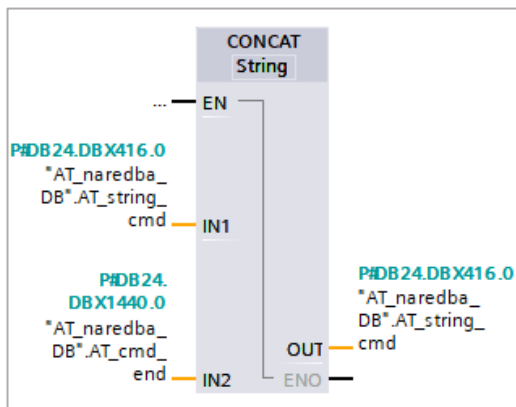 CONCAT
String
...
EN
P#DB24.DBX416.0
"AT_naredba_
DB".AT_string_
cmd
IN1
P#DB24.
DBX1440.0
"AT_naredba_
DB".AT_cmd_
end
IN2
P#DB24.DBX416.0
"AT_naredba_
DB".AT_string_
cmd
OUT
ENO